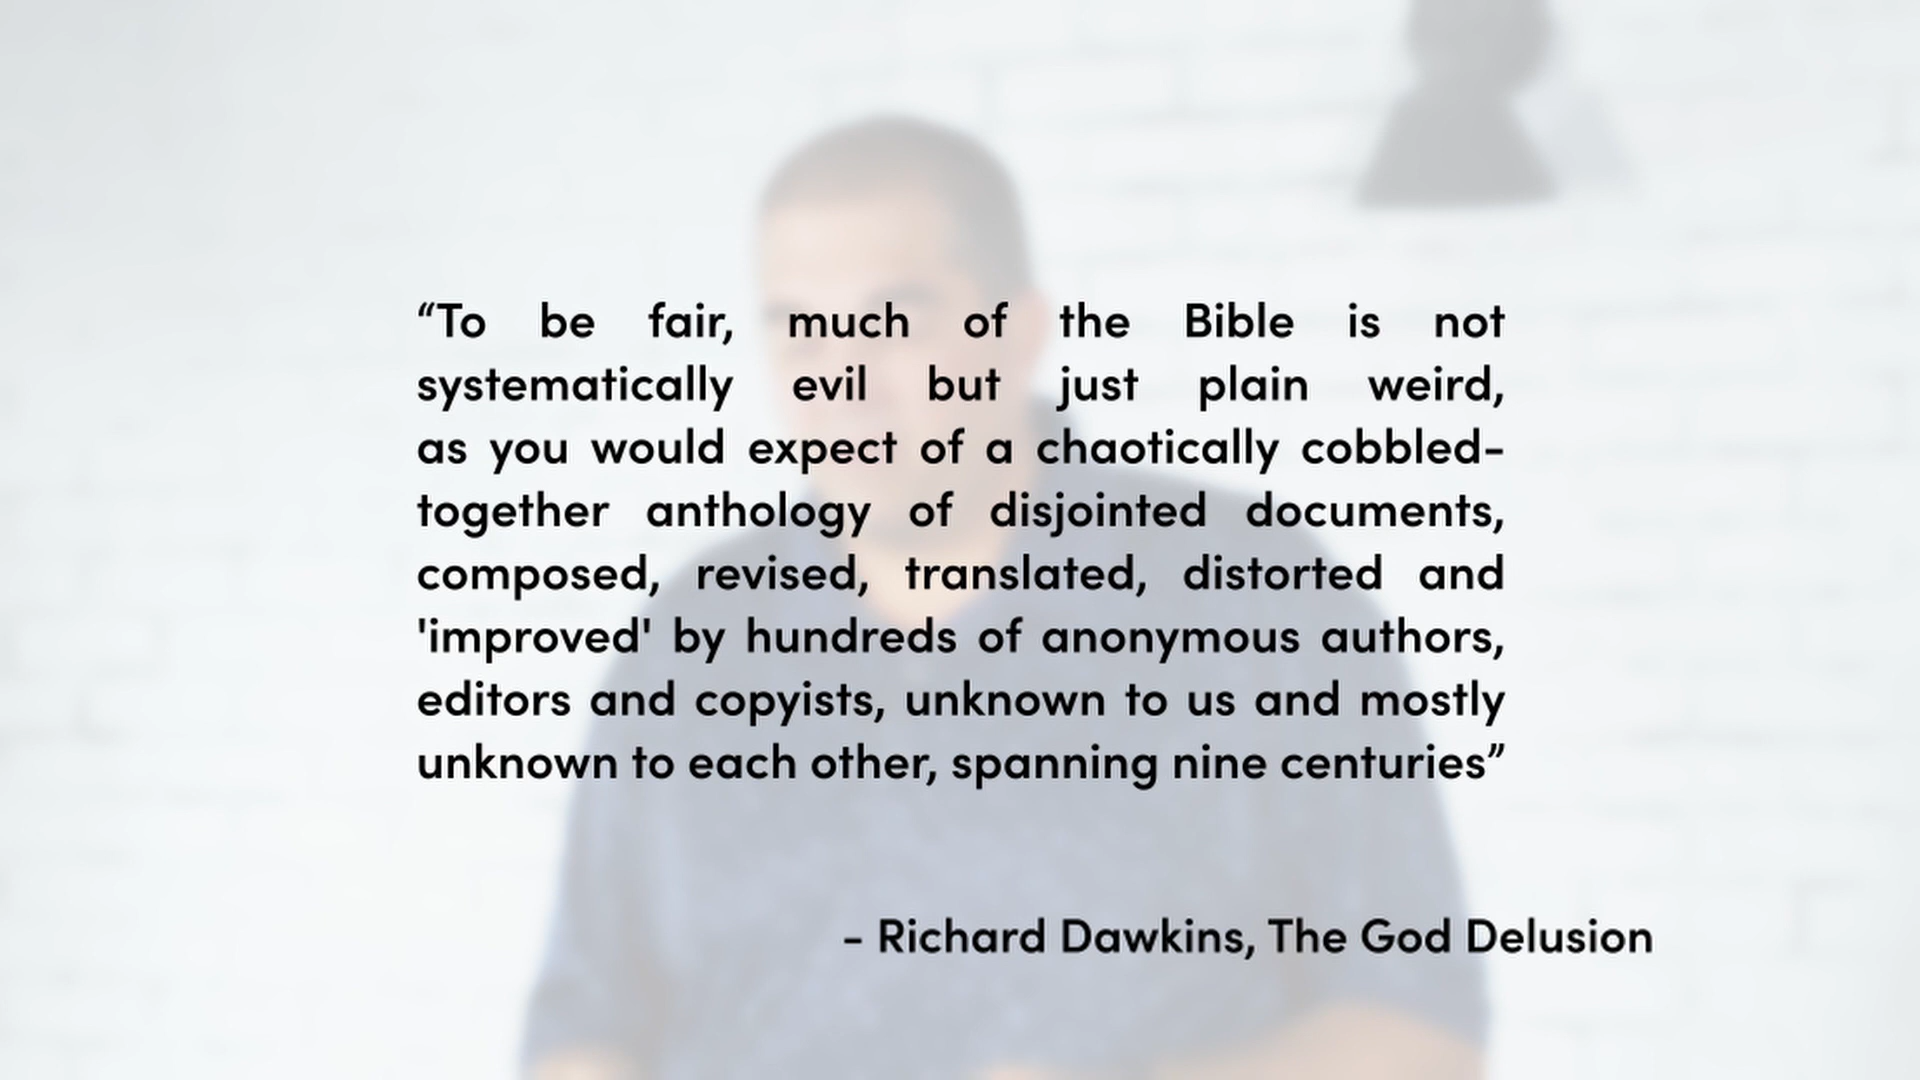 “To be fair, much of the Bible is not
systematically evil but just plain weird,
as you would expect of a chaotically cobbled-
together anthology of disjointed documents,
composed, revised, translated, distorted and
'improved' by hundreds of anonymous authors,
editors and copyists, unknown to us and mostly
unknown to each other, spanning nine centuries”
- Richard Dawkins, The God Delusion